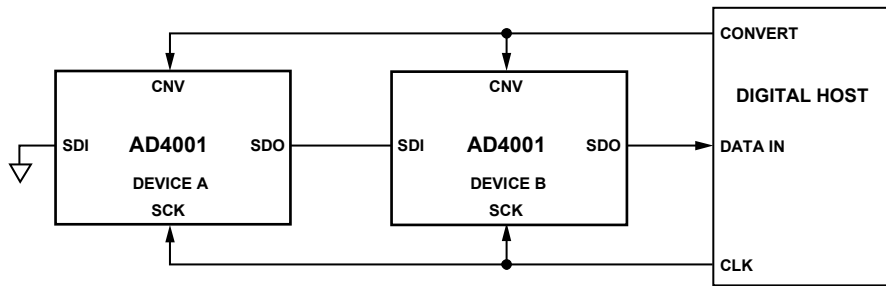 CONVERT
CNV
CNV
DIGITAL HOST
SDI
AD4001
SDO
SDI
AD4001
SDO
DATA IN
DEVICE A
DEVICE B
SCK
SCK
CLK